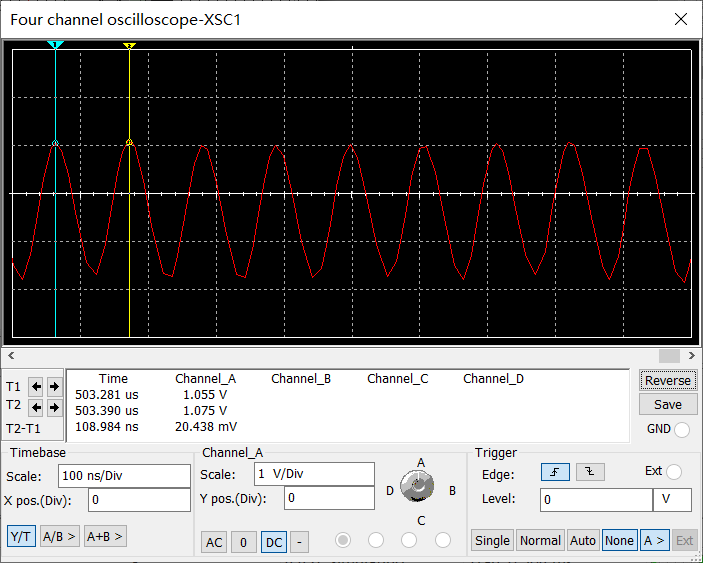 Four channel oscilloscope-XSC1
1 2
Time Channel_A Channel_B Channel_C Channel_D
T1 503.281 us 1.055 V
T2 503.390 us 1.075 V
T2-T1 108.984 ns 20.438 mV
Reverse
Save
GND
Timebase
Scale: 100 ns/Div
X pos.(Div): 0
Y/T A/B > A+B >
Channel_A
Scale: 1 V/Div
Y pos.(Div): 0
AC 0 DC -
A
D B
C
Trigger
Edge: Ext
Level: 0 V
Single Normal Auto None A > Ext